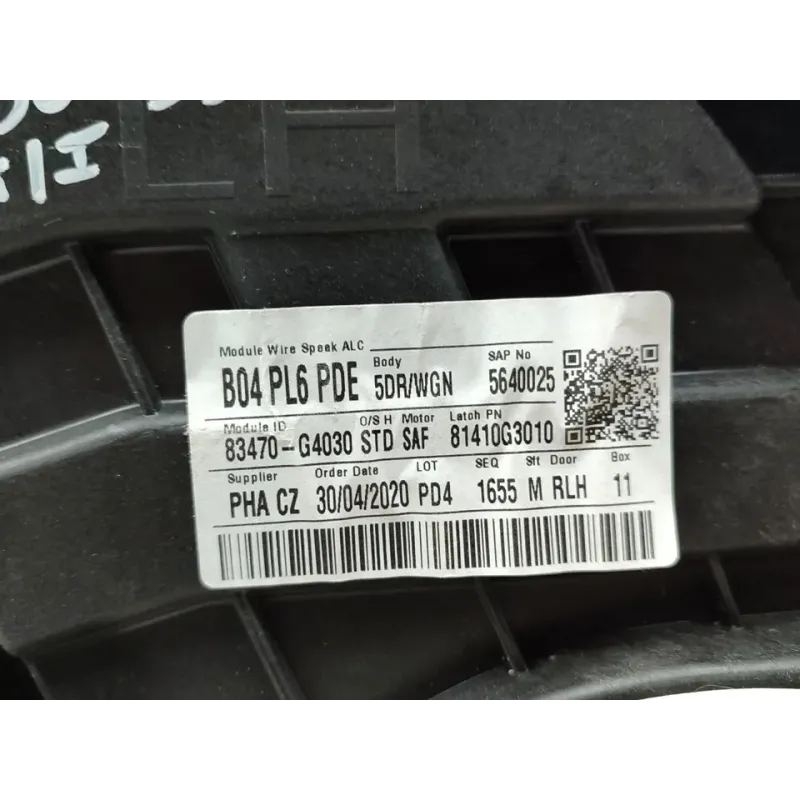 LH
Module Wire Speak ALC Body SAP No
B04 PL6 PDE 5DR/WGN 5640025
Module ID O/S H Motor Latch PN
83470-G4030 STD SAF 81410G3010
Supplier Order Date LOT SEQ Sft Door Box
PHA CZ 30/04/2020 PD4 1655 M RLH 11